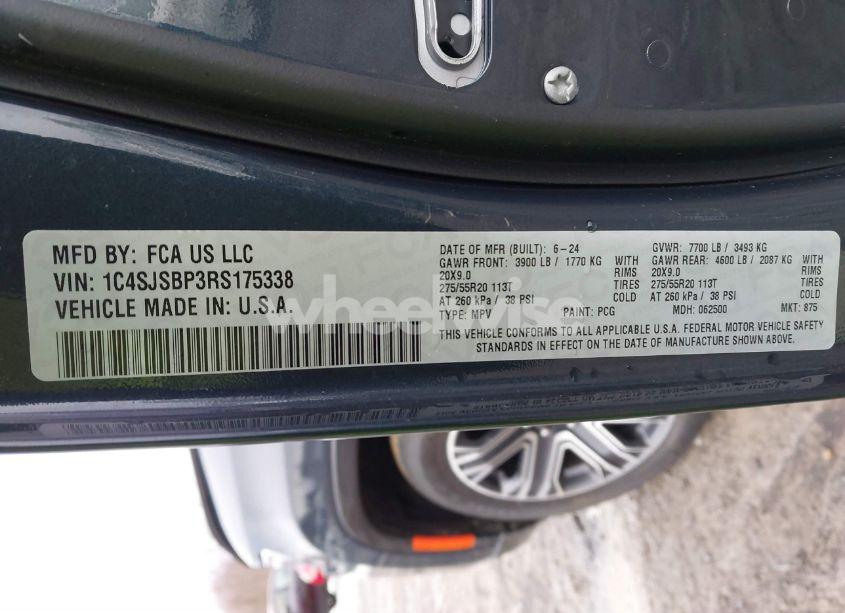 MFD BY: FCA US LLC
VIN: 1C4SJSBP3RS175338
VEHICLE MADE IN: U.S.A.
DATE OF MFR (BUILT): 6-24 GVWR: 7700 LB / 3493 KG
GAWR FRONT: 3900 LB / 1770 KG WITH GAWR REAR: 4600 LB / 2087 KG WITH
20X9.0 RIMS 20X9.0 RIMS
275/55R20 113T TIRES 275/55R20 113T TIRES
AT 260 kPa / 38 PSI COLD AT 260 kPa / 38 PSI COLD
TYPE: MPV PAINT: PCG MDH: 062500 MKT: 875
THIS VEHICLE CONFORMS TO ALL APPLICABLE U.S.A. FEDERAL MOTOR VEHICLE SAFETY
STANDARDS IN EFFECT ON THE DATE OF MANUFACTURE SHOWN ABOVE.
wheelwise